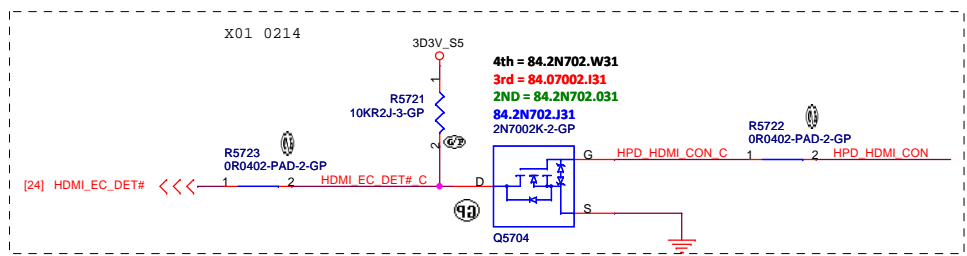 X01 0214
3D3V_S5
4th = 84.2N702.W31
3rd = 84.07002.I31
2ND = 84.2N702.031
84.2N702.J31
2N7002K-2-GP
1
R5721
10KR2J-3-GP
2
R5722
0R0402-PAD-2-GP
R5723
0R0402-PAD-2-GP
G
HPD_HDMI_CON_C
1
2
HPD_HDMI_CON
[24] HDMI_EC_DET#
1
2
HDMI_EC_DET#_C
D
S
Q5704